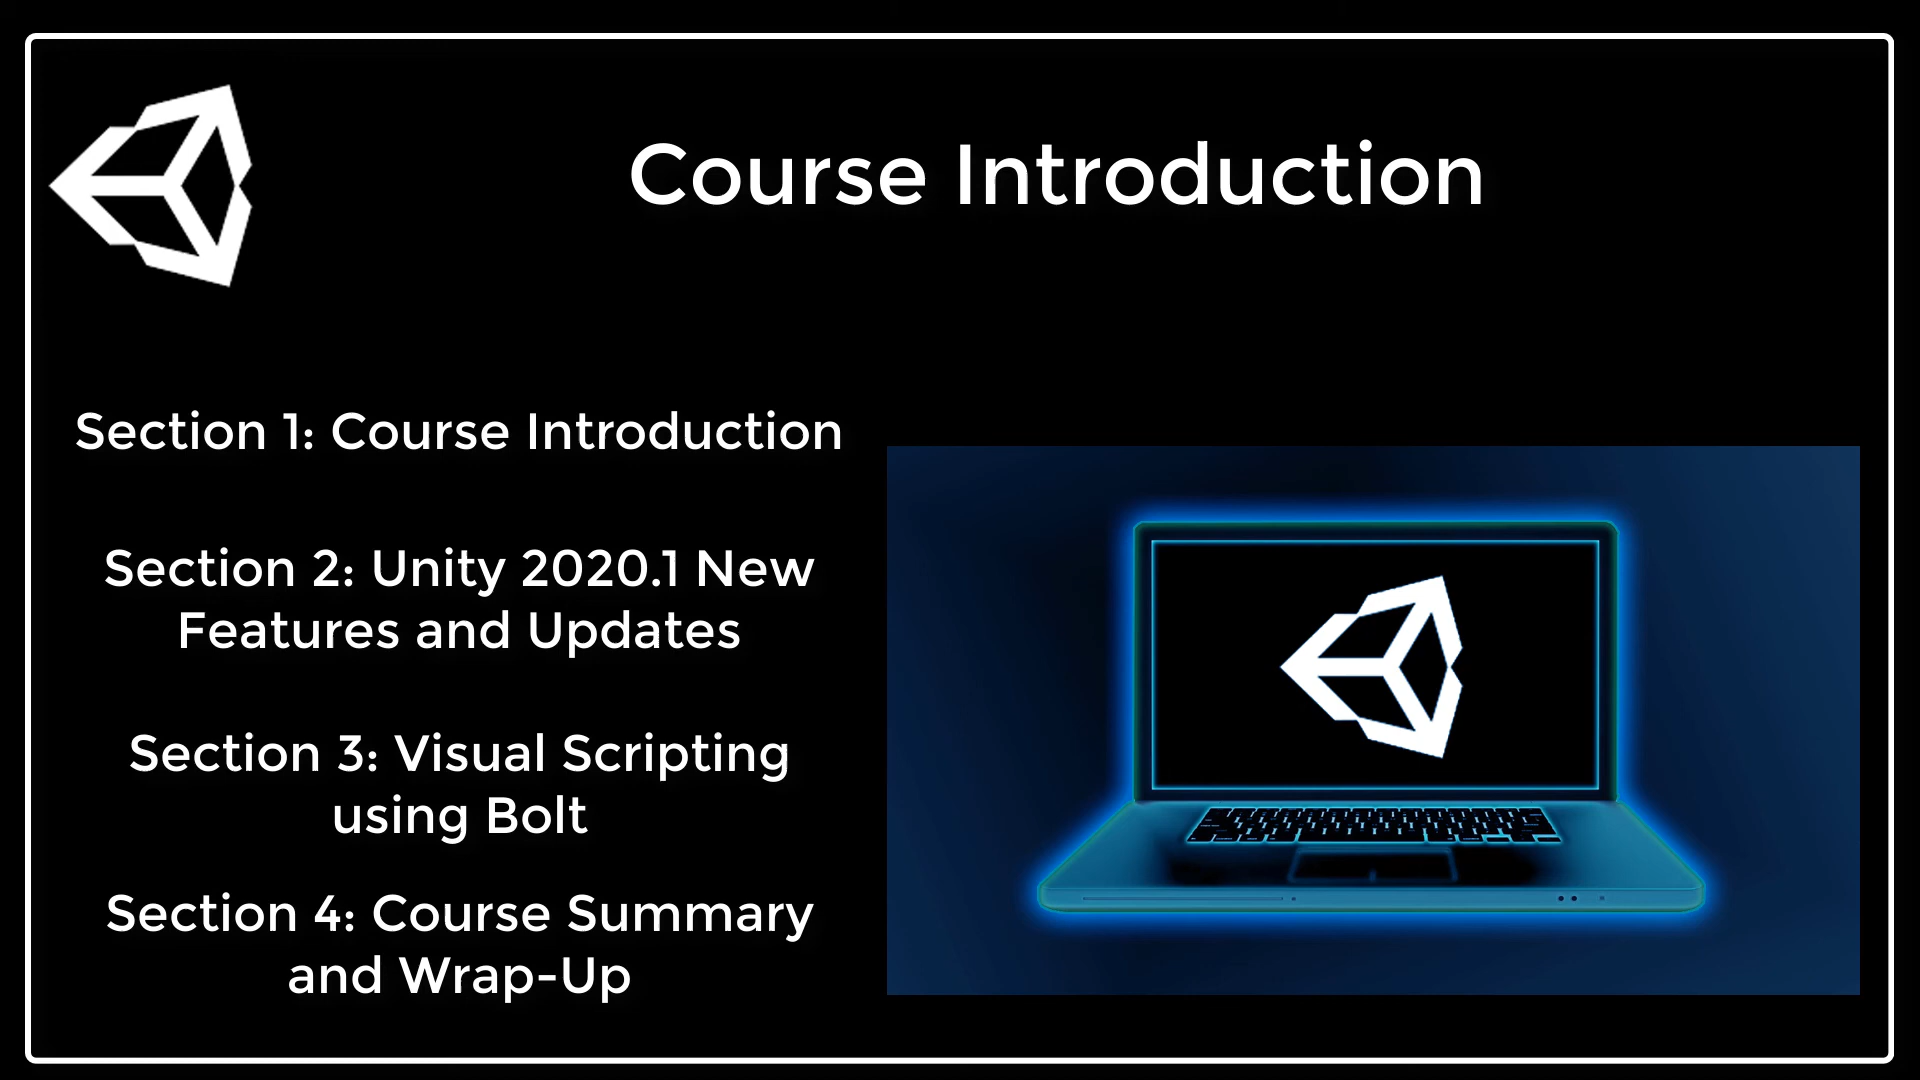 Course Introduction
Section 1: Course Introduction
Section 2: Unity 2020.1 New
Features and Updates
Section 3: Visual Scripting
using Bolt
Section 4: Course Summary
and Wrap-Up